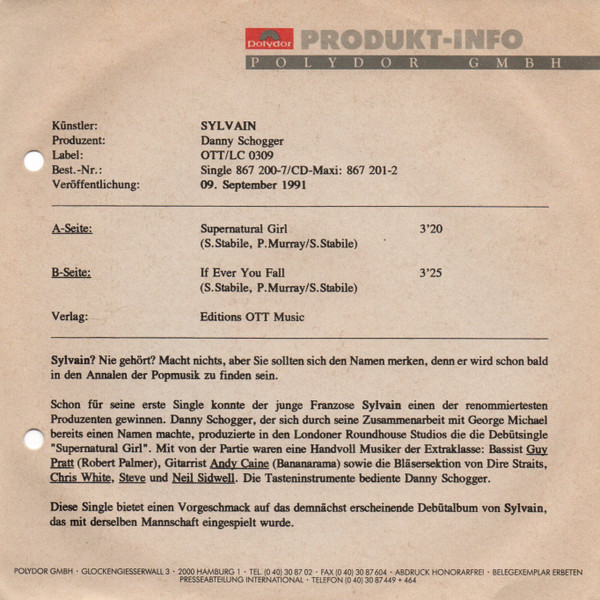 Polydor PRODUKT-INFO
POLYDOR GMBH
Künstler: SYLVAIN
Produzent: Danny Schogger
Label: OTT/LC 0309
Best.-Nr.: Single 867 200-7/CD-Maxi: 867 201-2
Veröffentlichung: 09. September 1991
A-Seite: Supernatural Girl 3'20
(S.Stabile, P.Murray/S.Stabile)
B-Seite: If Ever You Fall 3'25
(S.Stabile, P.Murray/S.Stabile)
Verlag: Editions OTT Music
Sylvain? Nie gehört? Macht nichts, aber Sie sollten sich den Namen merken, denn er wird schon bald
in den Annalen der Popmusik zu finden sein.
Schon für seine erste Single konnte der junge Franzose Sylvain einen der renommiertesten
Produzenten gewinnen. Danny Schogger, der sich durch seine Zusammenarbeit mit George Michael
bereits einen Namen machte, produzierte in den Londoner Roundhouse Studios die die Debütsingle
"Supernatural Girl". Mit von der Partie waren eine Handvoll Musiker der Extraklasse: Bassist Guy
Pratt (Robert Palmer), Gitarrist Andy Caine (Bananarama) sowie die Bläsersektion von Dire Straits,
Chris White, Steve und Neil Sidwell. Die Tasteninstrumente bediente Danny Schogger.
Diese Single bietet einen Vorgeschmack auf das demnächst erscheinende Debütalbum von Sylvain,
das mit derselben Mannschaft eingespielt wurde.
POLYDOR GMBH · GLOCKENGIESSERWALL 3 · 2000 HAMBURG 1 · TEL. (0 40) 30 87 02 · FAX (0 40) 30 87 604 · ABDRUCK HONORARFREI · BELEGEXEMPLAR ERBETEN
PRESSEABTEILUNG INTERNATIONAL · TELEFON (0 40) 30 87 449 + 464